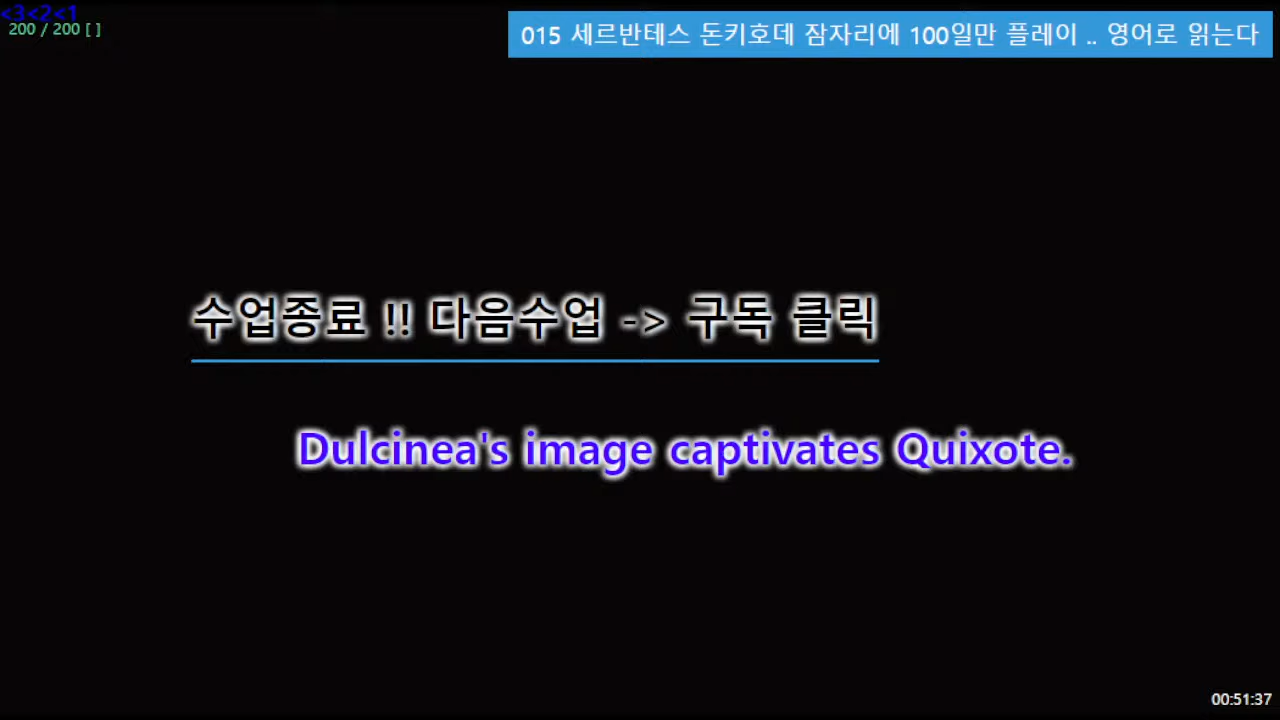 <3<2<1
200 / 200 [ ]
015 세르반테스 돈키호데 잠자리에 100일만 플레이 .. 영어로 읽는다
수업종료 !! 다음수업 -> 구독 클릭
Dulcinea's image captivates Quixote.
00:51:37